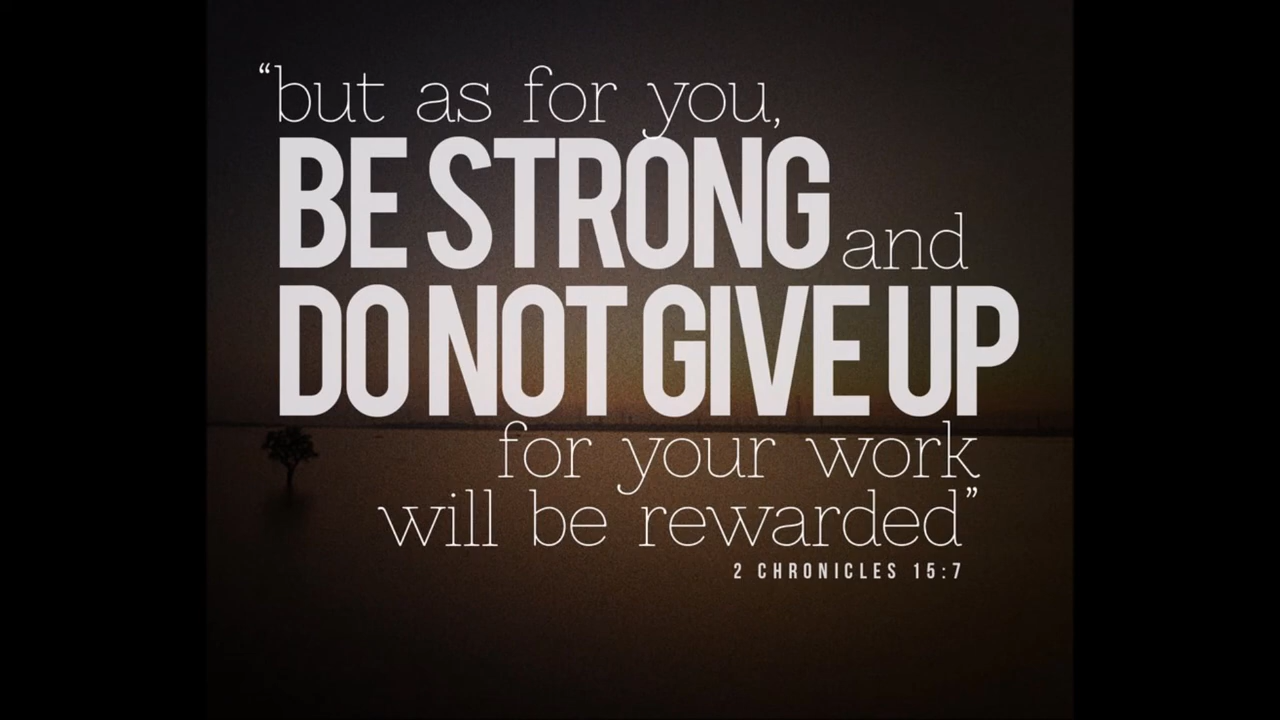 “but as for you,
BE STRONG and
DO NOT GIVE UP
for your work
will be rewarded”
2 CHRONICLES 15:7